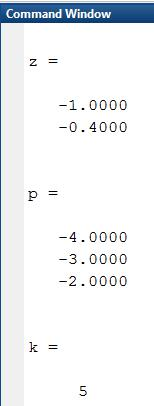 Command Window
z =
-1.0000
-0.4000
p =
-4.0000
-3.0000
-2.0000
k =
5